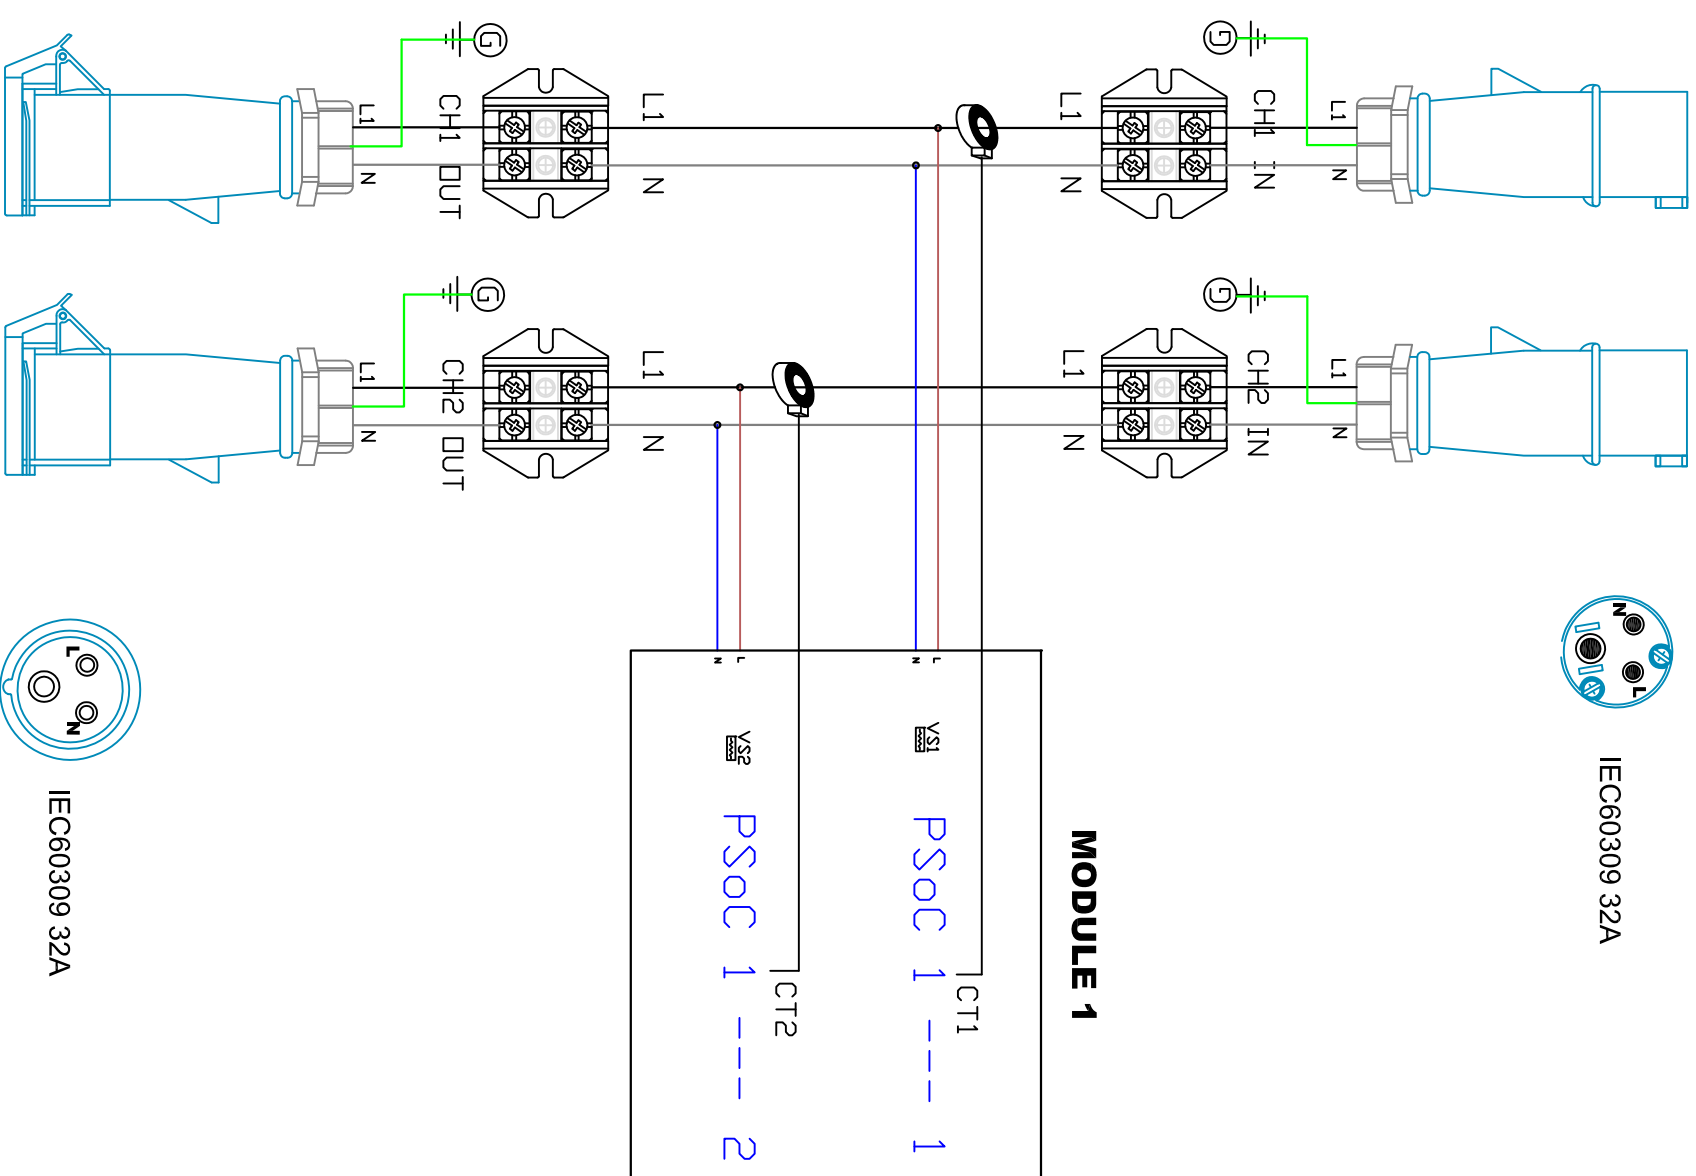 G
L1
CH1
OUT
N
L1
N
L1
N
CH1
IN
L1
N
G
G
L1
CH2
OUT
N
L1
N
L1
N
CH2
IN
L1
N
G
N
L
N
L
VS2
VS1
PSoC 1 --- 2
PSoC 1 --- 1
CT2
CT1
MODULE 1
L
N
IEC60309 32A
N
L
IEC60309 32A